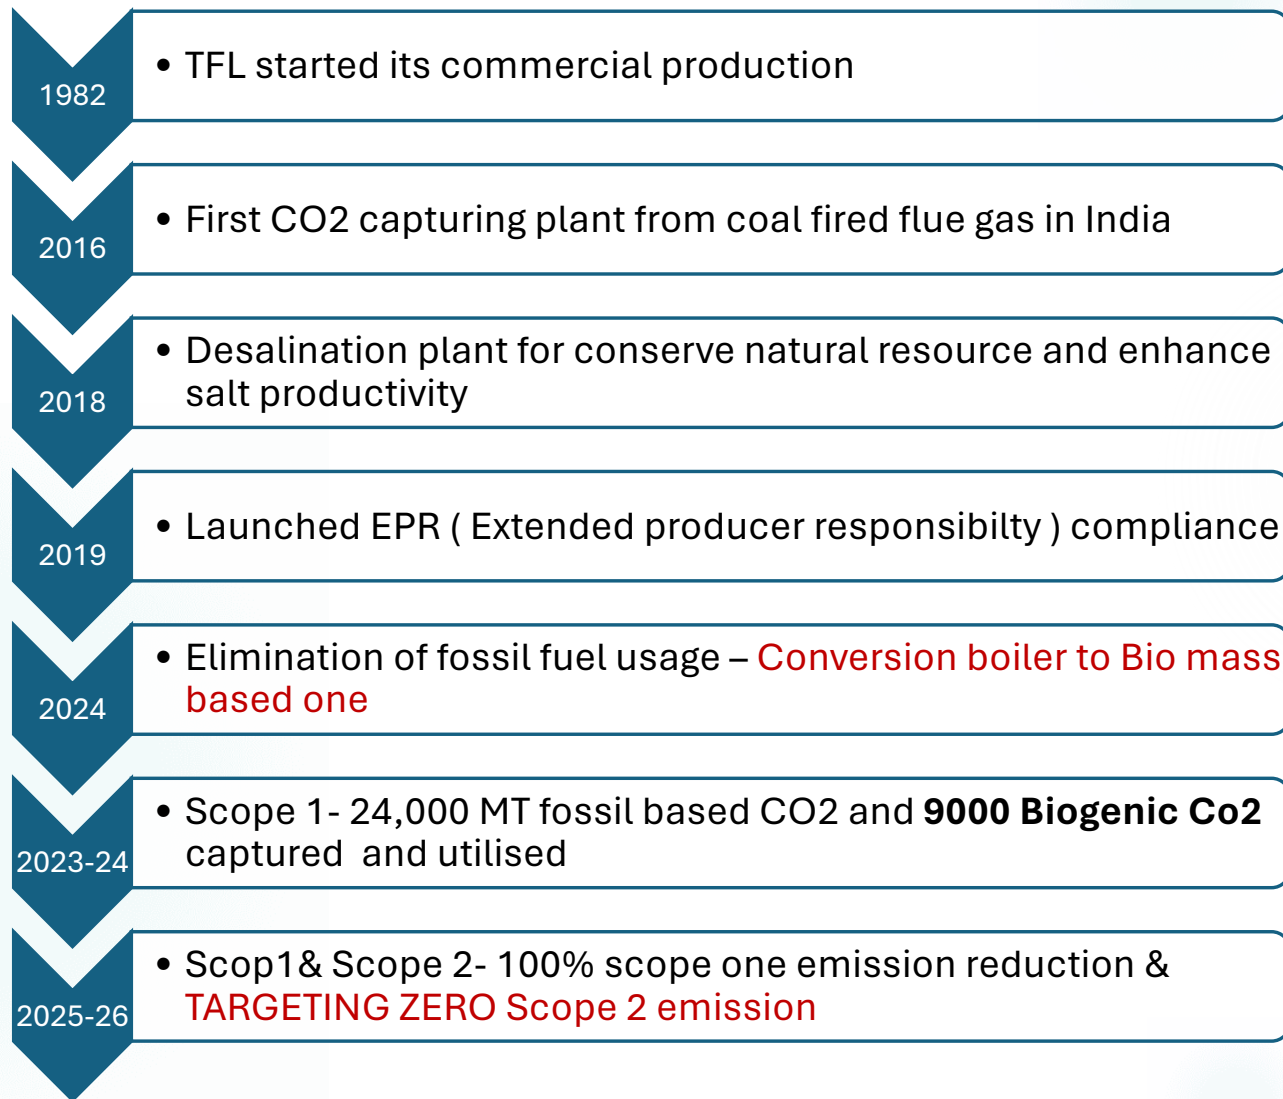 1982
• TFL started its commercial production
2016
• First CO2 capturing plant from coal fired flue gas in India
2018
• Desalination plant for conserve natural resource and enhance
salt productivity
2019
• Launched EPR ( Extended producer responsibilty ) compliance
2024
• Elimination of fossil fuel usage – Conversion boiler to Bio mass
based one
2023-24
• Scope 1- 24,000 MT fossil based CO2 and 9000 Biogenic Co2
captured and utilised
2025-26
• Scop1& Scope 2- 100% scope one emission reduction &
TARGETING ZERO Scope 2 emission